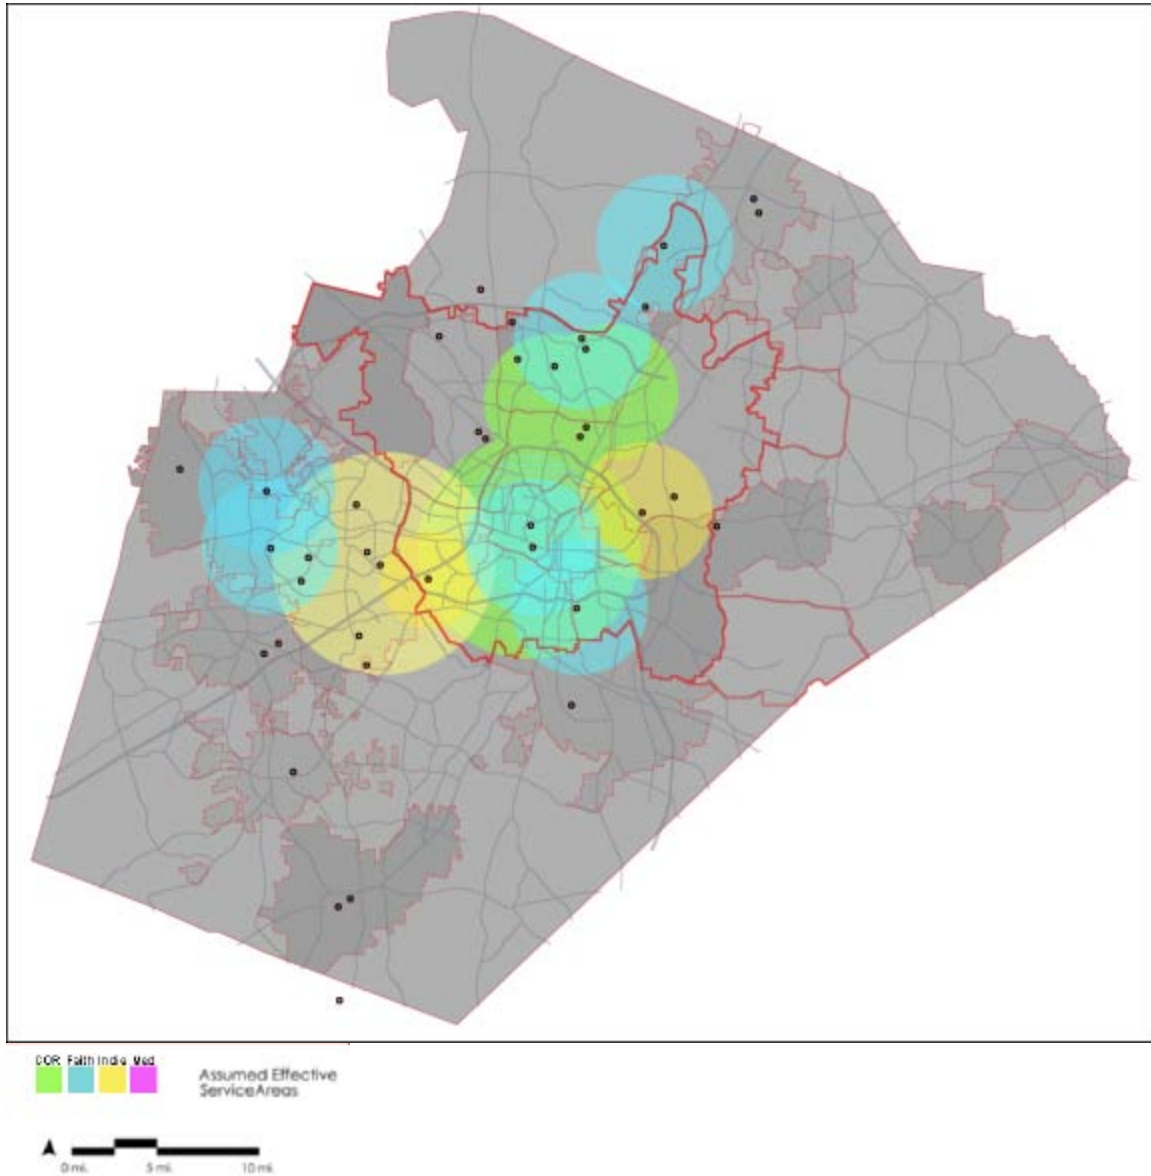 COR Faith Indie Med
Assumed Effective
ServiceAreas
0 mi. 5 mi. 10 mi.